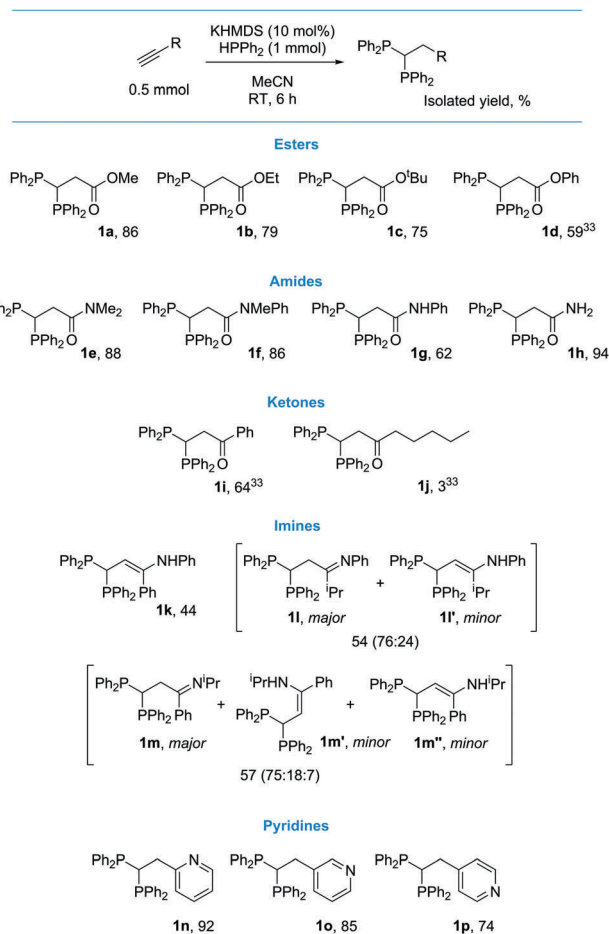 KHMDS (10 mol%)
HPPh₂ (1 mmol)
R
0.5 mmol
MeCN
RT, 6 h
Ph₂P
R
PPh₂
Isolated yield, %
Esters
Ph₂P OMe
PPh₂ O
1a, 86
Ph₂P OEt
PPh₂ O
1b, 79
Ph₂P OᵗBu
PPh₂ O
1c, 75
Ph₂P OPh
PPh₂ O
1d, 59³³
Amides
Ph₂P NMe₂
PPh₂ O
1e, 88
Ph₂P NMePh
PPh₂ O
1f, 86
Ph₂P NHPh
PPh₂ O
1g, 62
Ph₂P NH₂
PPh₂ O
1h, 94
Ketones
Ph₂P Ph
PPh₂ O
1i, 64³³
Ph₂P
PPh₂ O
1j, 3³³
Imines
Ph₂P NHPh
PPh₂ Ph
1k, 44
Ph₂P NPh
PPh₂ ⁱPr
1l, major
+
Ph₂P NHPh
PPh₂ ⁱPr
1l', minor
54 (76:24)
Ph₂P NⁱPr
PPh₂ Ph
1m, major
+
ⁱPrHN Ph
Ph₂P
PPh₂
1m', minor
+
Ph₂P NHⁱPr
PPh₂ Ph
1m'', minor
57 (75:18:7)
Pyridines
Ph₂P N
PPh₂
1n, 92
Ph₂P N
PPh₂
1o, 85
Ph₂P
PPh₂ N
1p, 74